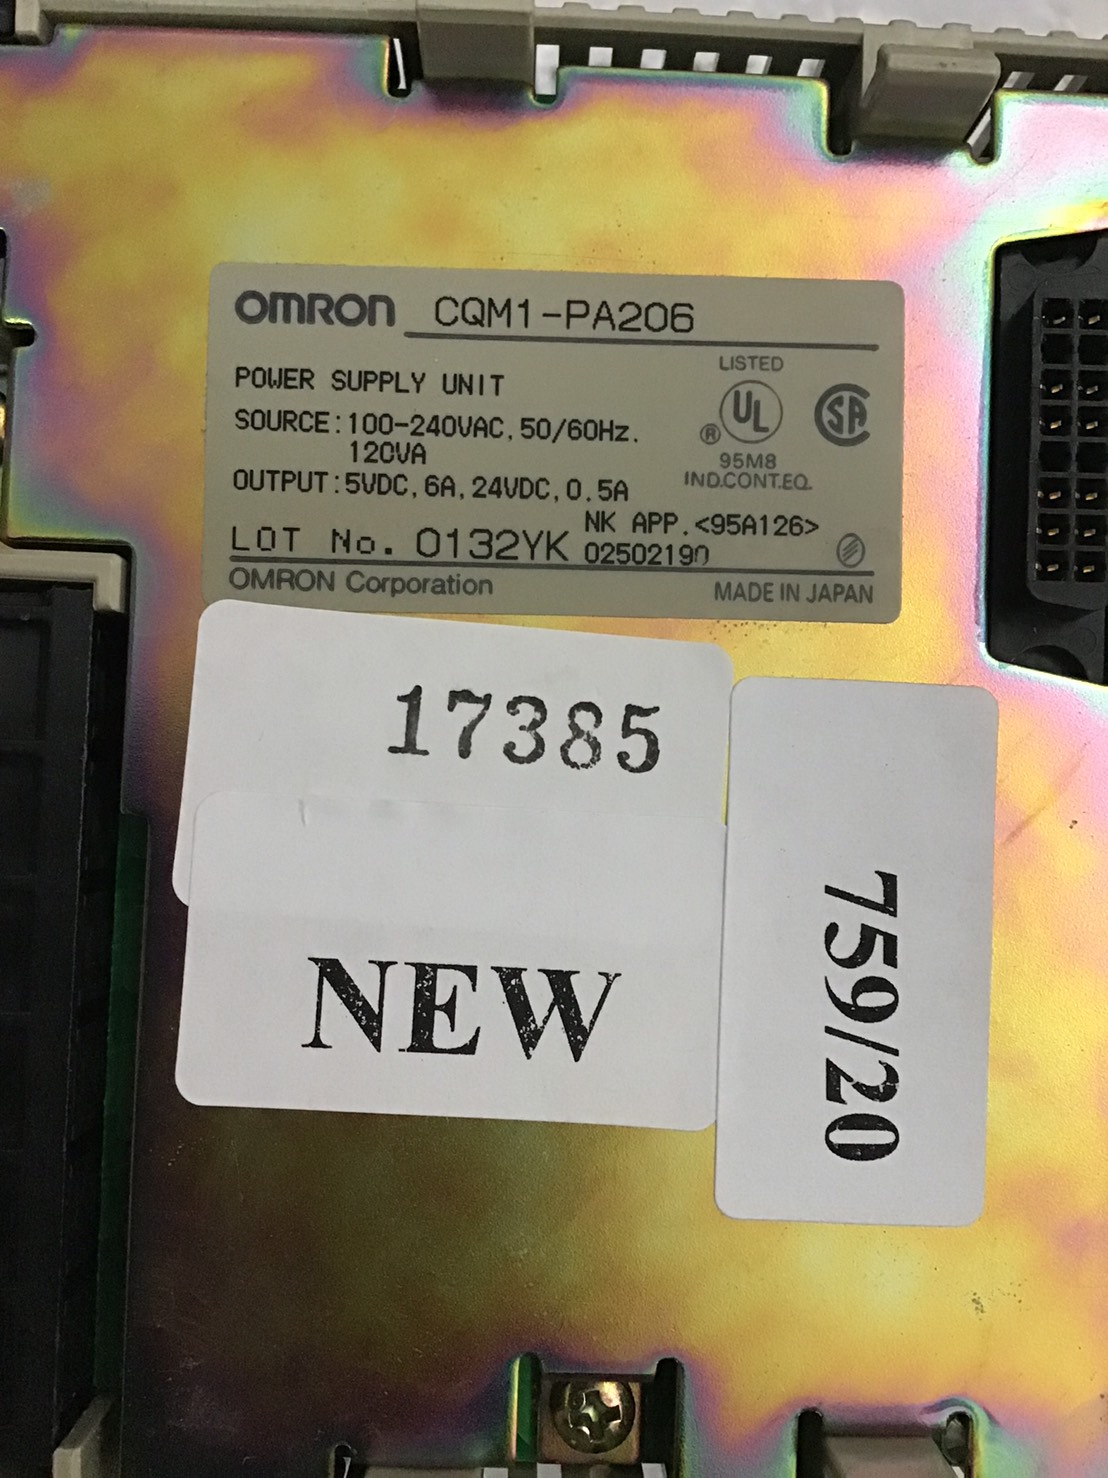 OMRON CQM1-PA206
POWER SUPPLY UNIT
SOURCE:100-240VAC, 50/60Hz.
120VA
OUTPUT:5VDC, 6A, 24VDC, 0.5A
LISTED
UL
®
SA
95M8
IND.CONT.EQ.
NK APP.<95A126>
LOT No. 0132YK 02502190
OMRON Corporation MADE IN JAPAN
17385
NEW
759/20